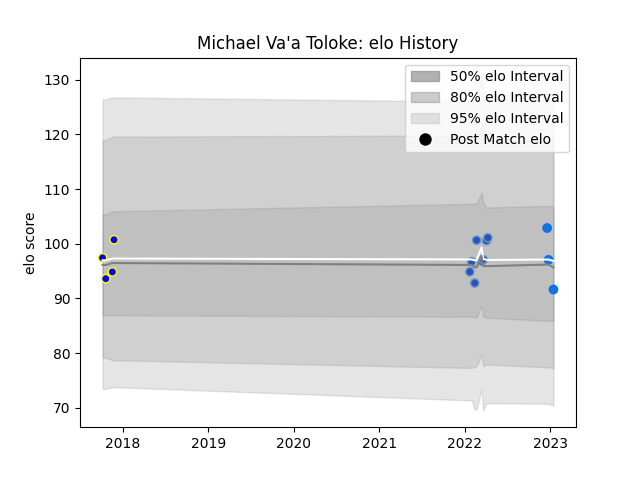 Michael Va'a Toloke: elo History
50% elo Interval
80% elo Interval
95% elo Interval
Post Match elo
elo score
130
120
110
100
90
80
70
2018 2019 2020 2021 2022 2023